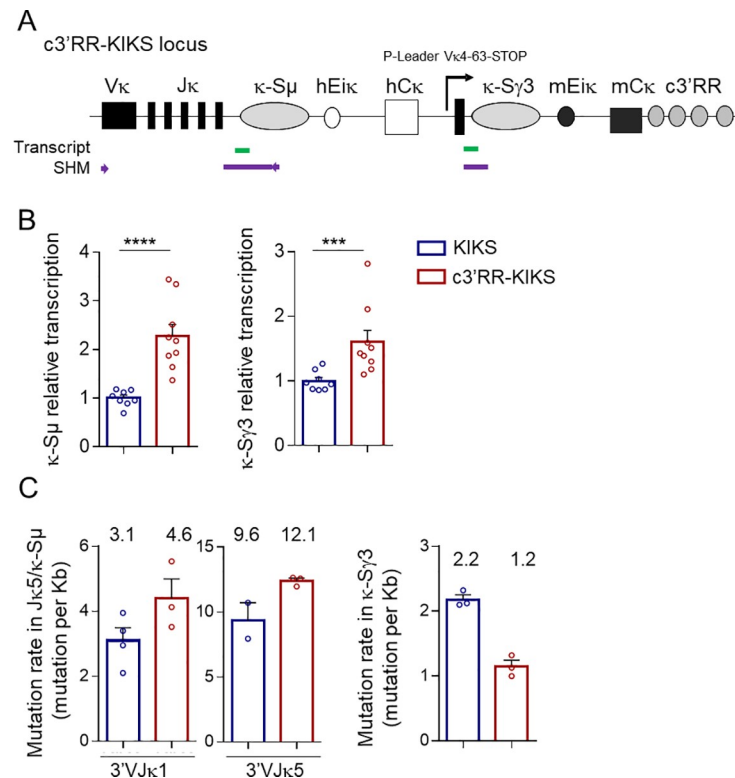 A
c3'RR-KIKS locus
P-Leader Vκ4-63-STOP
Vκ Jκ κ-Sμ hEiκ hCκ κ-Sγ3 mEiκ mCκ c3'RR
Transcript
SHM
B
κ-Sμ relative transcription
4
3
2
1
0
****
κ-Sγ3 relative transcription
3
2
1
0
***
KIKS
c3'RR-KIKS
C
Mutation rate in Jκ5/κ-Sμ
(mutation per Kb)
6
4
2
0
3.1 4.6
3'VJκ1
15
10
5
0
9.6 12.1
3'VJκ5
Mutation rate in κ-Sγ3
(mutation per Kb)
3
2
1
0
2.2 1.2